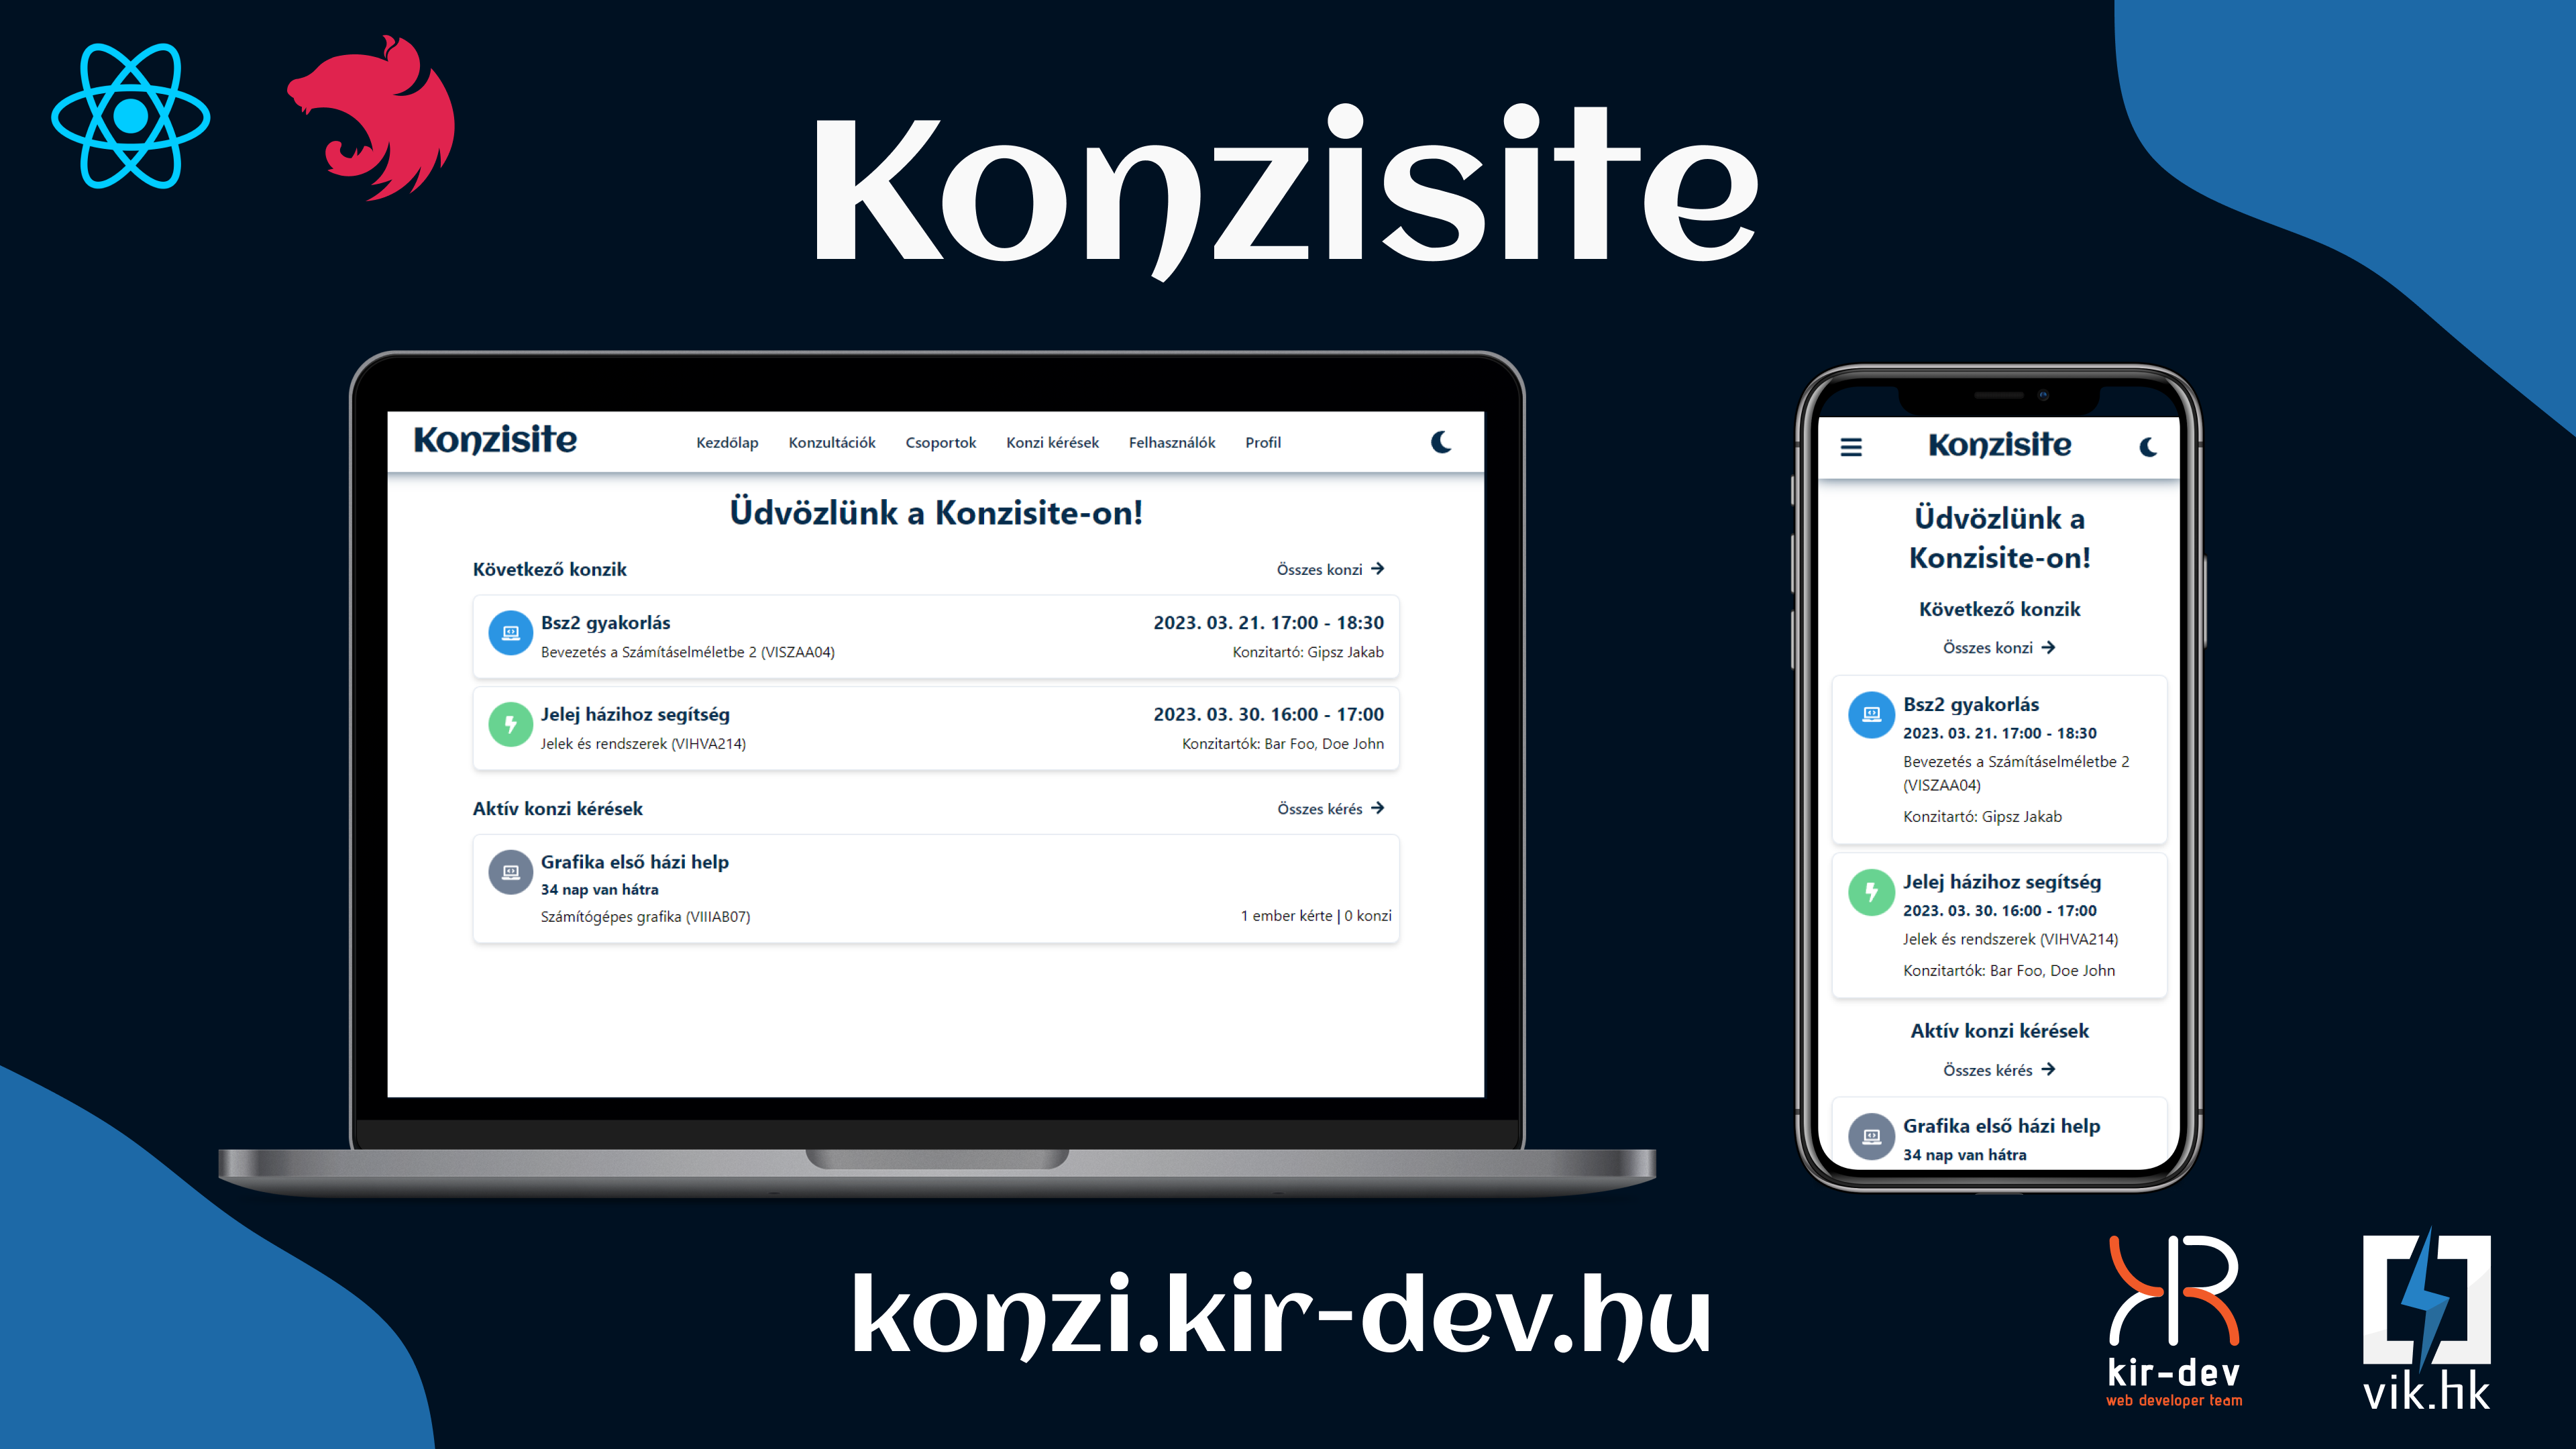 Konzisite
Konzisite
Kezdőlap Konzultációk Csoportok Konzi kérések Felhasználók Profil
Üdvözlünk a Konzisite-on!
Következő konzik
Összes konzi
Bsz2 gyakorlás
2023. 03. 21. 17:00 - 18:30
Bevezetés a Számításelméletbe 2 (VISZAA04)
Konzitartó: Gipsz Jakab
Jelej házihoz segítség
2023. 03. 30. 16:00 - 17:00
Jelek és rendszerek (VIHVA214)
Konzitartók: Bar Foo, Doe John
Aktív konzi kérések
Összes kérés
Grafika első házi help
34 nap van hátra
Számítógépes grafika (VIIIAB07)
1 ember kérte | 0 konzi
Konzisite
Üdvözlünk a
Konzisite-on!
Következő konzik
Összes konzi
Bsz2 gyakorlás
2023. 03. 21. 17:00 - 18:30
Bevezetés a Számításelméletbe 2
(VISZAA04)
Konzitartó: Gipsz Jakab
Jelej házihoz segítség
2023. 03. 30. 16:00 - 17:00
Jelek és rendszerek (VIHVA214)
Konzitartók: Bar Foo, Doe John
Aktív konzi kérések
Összes kérés
Grafika első házi help
34 nap van hátra
konzi.kir-dev.hu
KR
kir-dev
web developer team
vik.hk